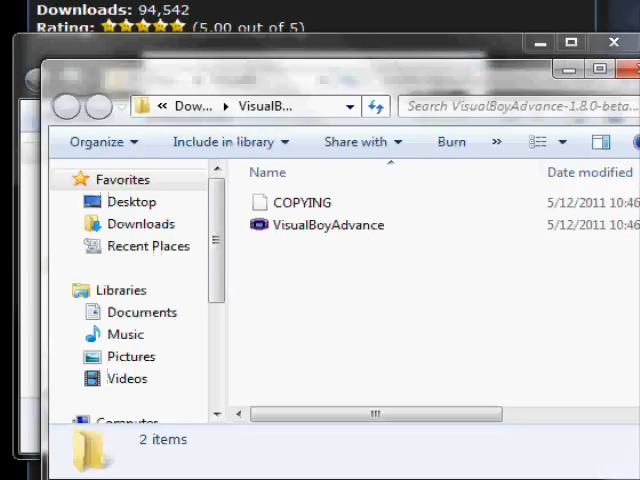 Downloads: 94,542
Rating: (5.00 out of 5)
« Dow... VisualB... Search VisualBoyAdvance-1.8.0-beta...
Organize Include in library Share with Burn »
Name Date modified
COPYING 5/12/2011 10:46
VisualBoyAdvance 5/12/2011 10:46
Favorites
Desktop
Downloads
Recent Places
Libraries
Documents
Music
Pictures
Videos
Computer
2 items